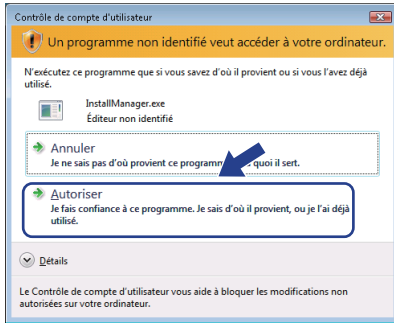 Contrôle de compte d'utilisateur
Un programme non identifié veut accéder à votre ordinateur.
N'exécutez ce programme que si vous savez d'où il provient ou si vous l'avez déjà
utilisé.
InstallManager.exe
Éditeur non identifié
Annuler
Je ne sais pas d'où provient ce programm quoi il sert.
Autoriser
Je fais confiance à ce programme. Je sais d'où il provient, ou je l'ai déjà
utilisé.
Détails
Le Contrôle de compte d'utilisateur vous aide à bloquer les modifications non
autorisées sur votre ordinateur.